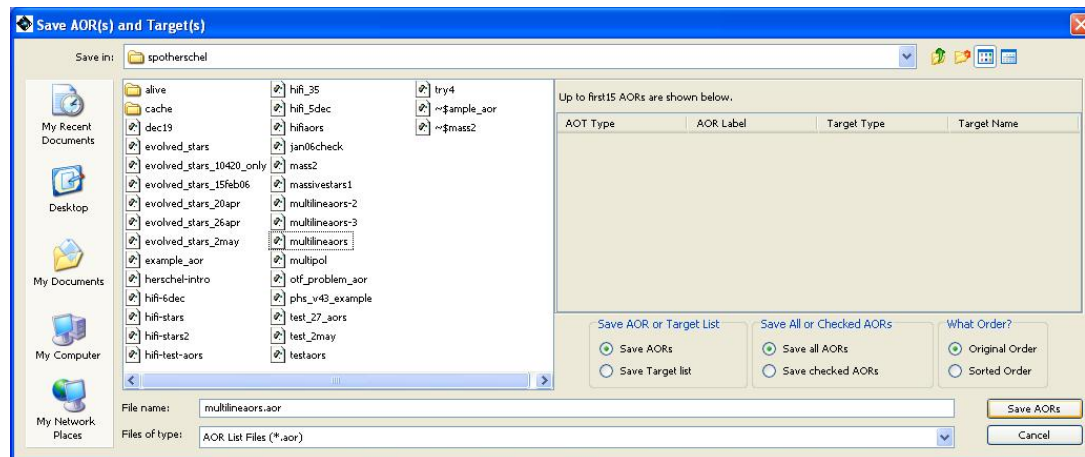 Save AOR(s) and Target(s)
Save in:
spotherschel
My Recent
Documents
Desktop
My Documents
My Computer
My Network
Places
alive
cache
dec19
evolved_stars
evolved_stars_10420_only
evolved_stars_15feb06
evolved_stars_20apr
evolved_stars_26apr
evolved_stars_2may
example_aor
herschel-intro
hifi-6dec
hifi-stars
hifi-stars2
hifi-test-aors
hifi_35
hifi_5dec
hifiaors
jan06check
mass2
massivestars1
multilineaors-2
multilineaors-3
multilineaors
multipol
otf_problem_aor
phs_v43_example
test_27_aors
test_2may
testaors
try4
~$ample_aor
~$mass2
Up to first15 AORs are shown below.
AOT Type AOR Label Target Type Target Name
Save AOR or Target List
Save AORs
Save Target list
Save All or Checked AORs
Save all AORs
Save checked AORs
What Order?
Original Order
Sorted Order
File name:
multilineaors.aor
Save AORs
Files of type:
AOR List Files (*.aor)
Cancel